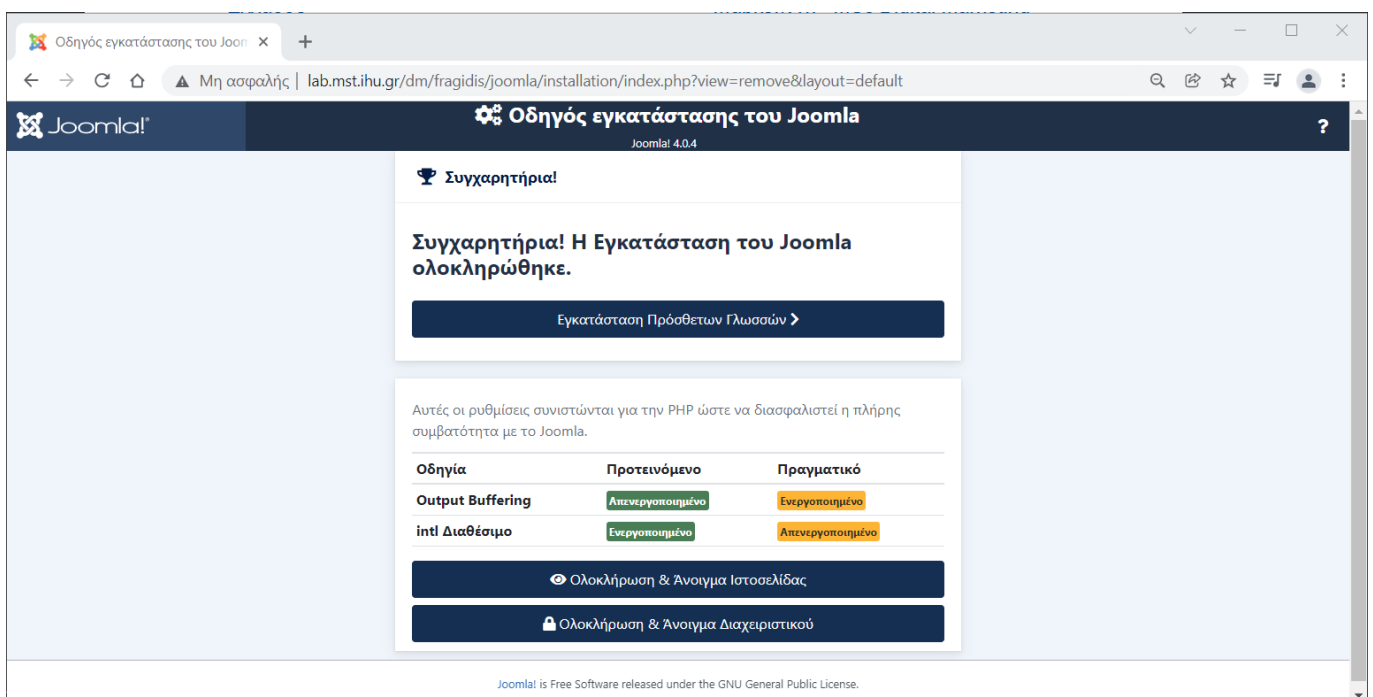 Οδηγός εγκατάστασης του Joom
Μη ασφαλής | lab.mst.ihu.gr/dm/fragidis/joomla/installation/index.php?view=remove&layout=default
Joomla!
Οδηγός εγκατάστασης του Joomla
?
Joomla! 4.0.4
Συγχαρητήρια!
Συγχαρητήρια! Η Εγκατάσταση του Joomla
ολοκληρώθηκε.
Εγκατάσταση Πρόσθετων Γλωσσών
Αυτές οι ρυθμίσεις συνιστώνται για την PHP ώστε να διασφαλιστεί η πλήρης
συμβατότητα με το Joomla.
Οδηγία Προτεινόμενο Πραγματικό
Output Buffering Απενεργοποιημένο Ενεργοποιημένο
intl Διαθέσιμο Ενεργοποιημένο Απενεργοποιημένο
Ολοκλήρωση & Άνοιγμα Ιστοσελίδας
Ολοκλήρωση & Άνοιγμα Διαχειριστικού
Joomla! is Free Software released under the GNU General Public License.